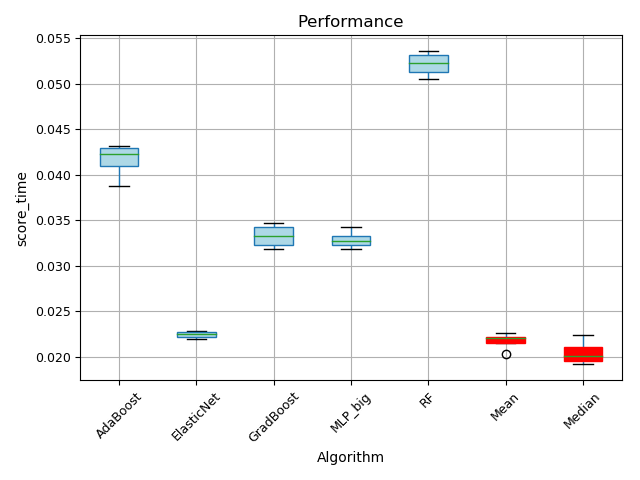 Performance
0.055
0.050
0.045
0.040
0.035
0.030
0.025
0.020
score_time
AdaBoost
ElasticNet
GradBoost
MLP_big
RF
Mean
Median
Algorithm